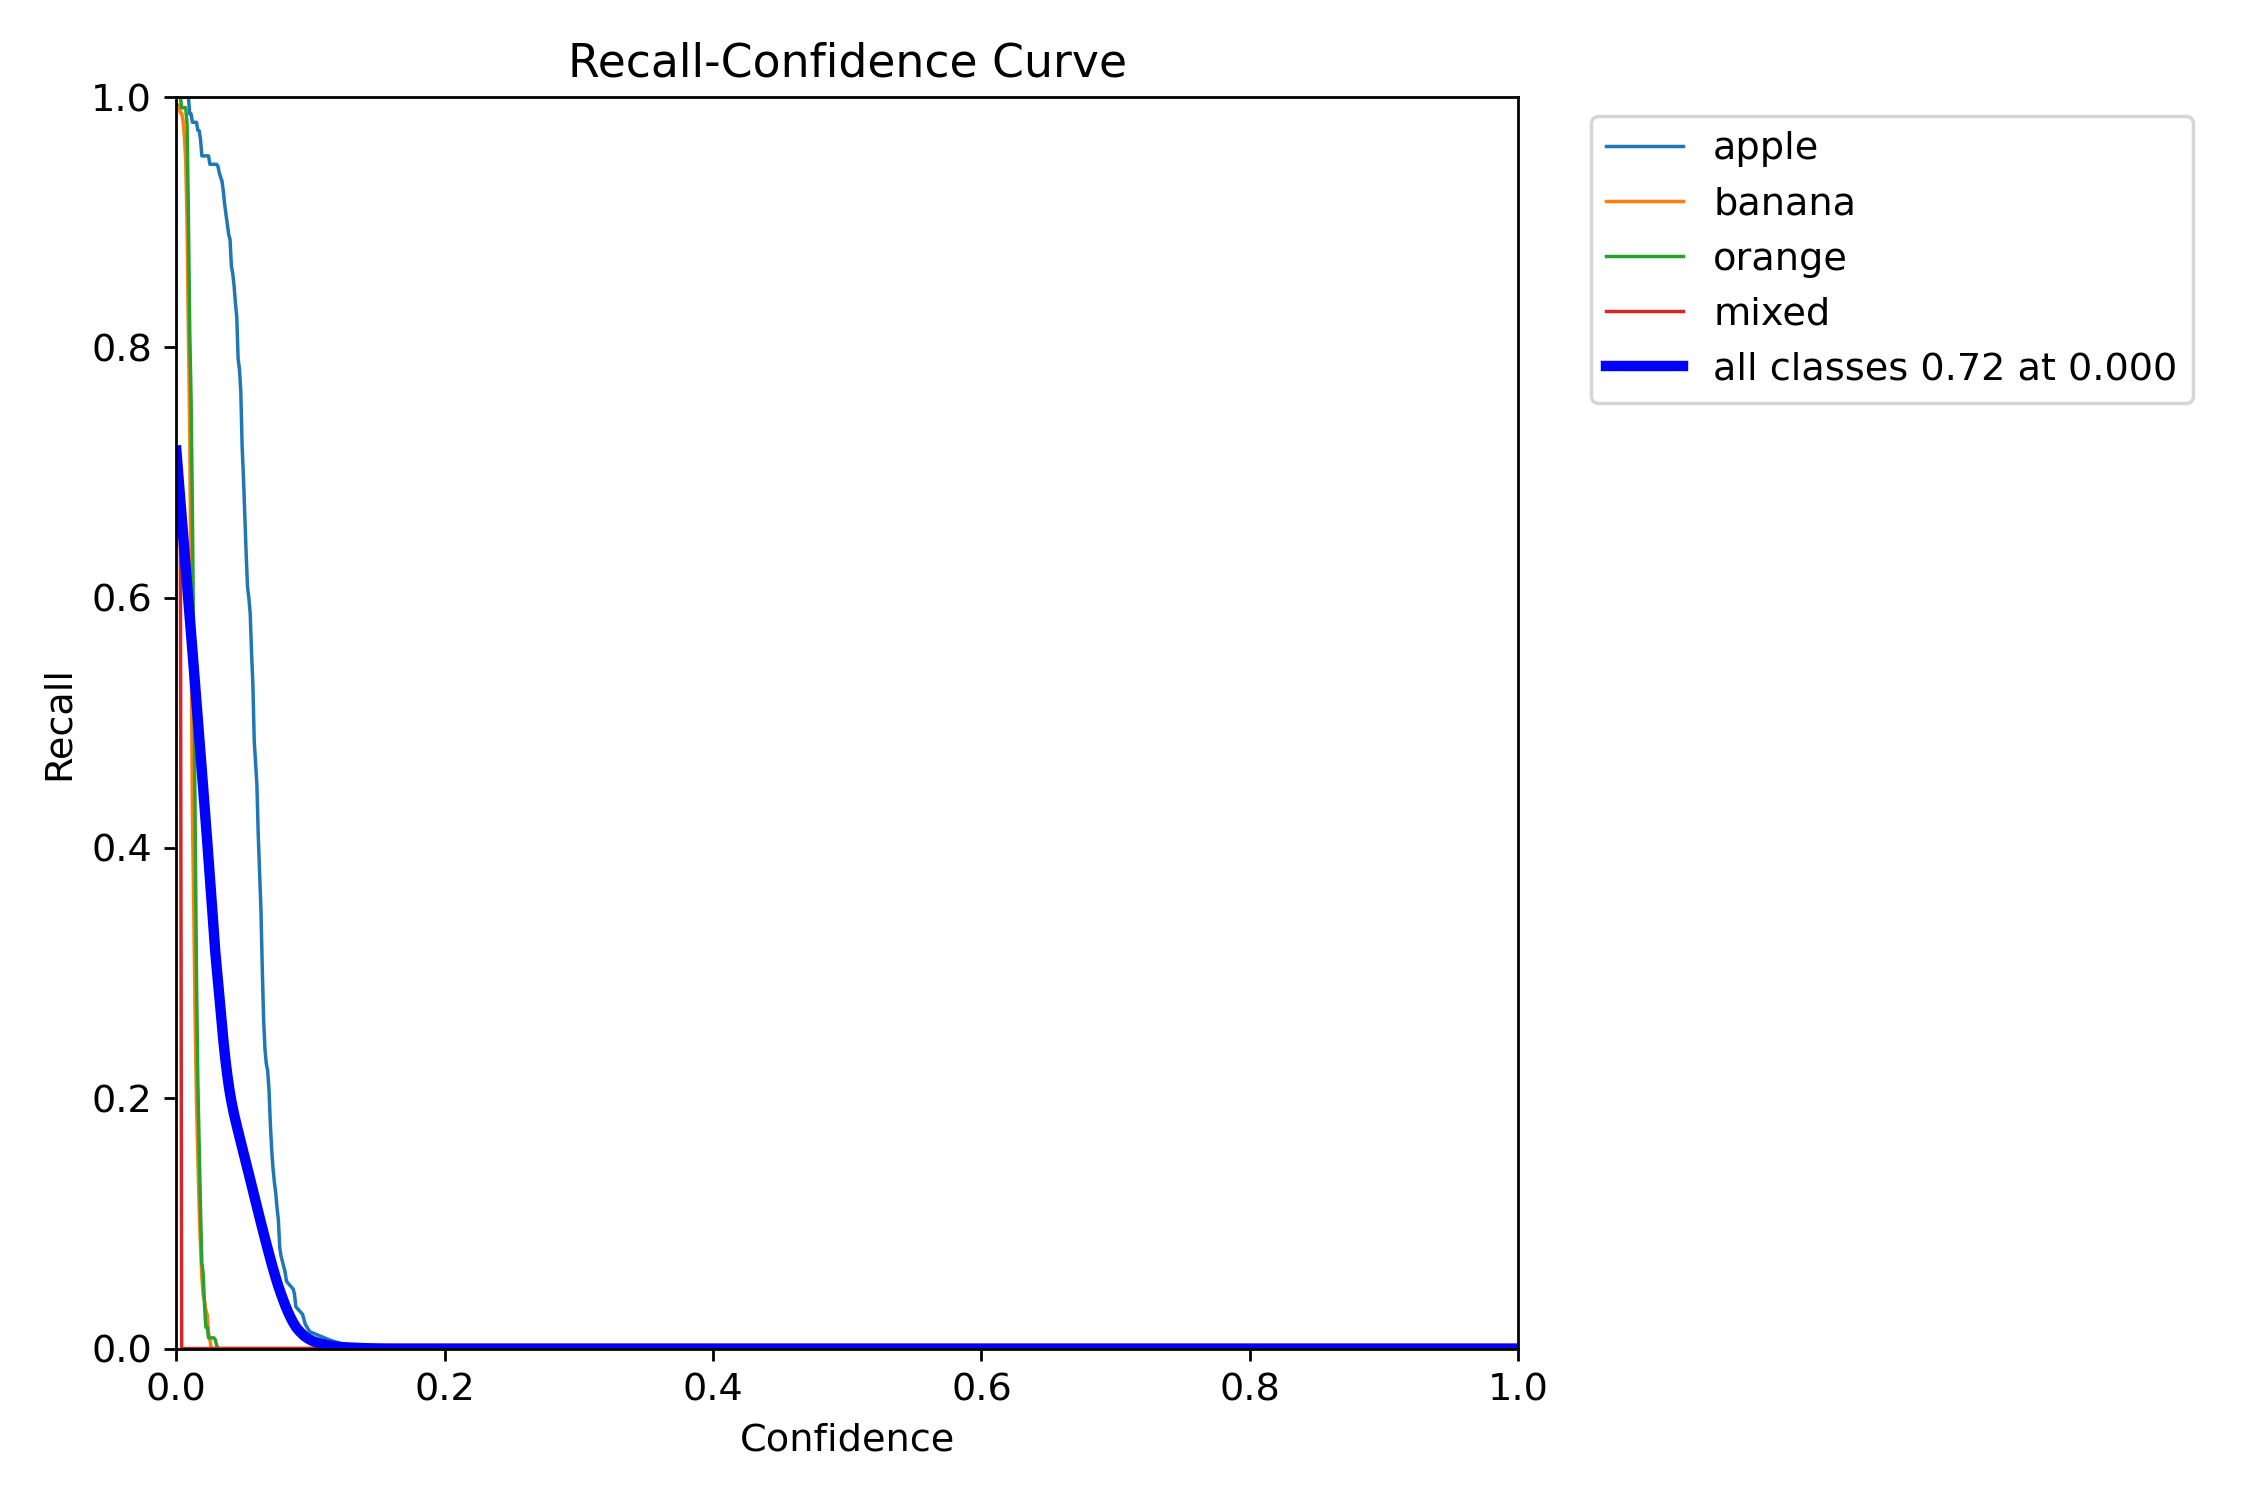 Recall-Confidence Curve
1.0
0.8
0.6
0.4
0.2
0.0
Recall
0.0 0.2 0.4 0.6 0.8 1.0
Confidence
apple
banana
orange
mixed
all classes 0.72 at 0.000